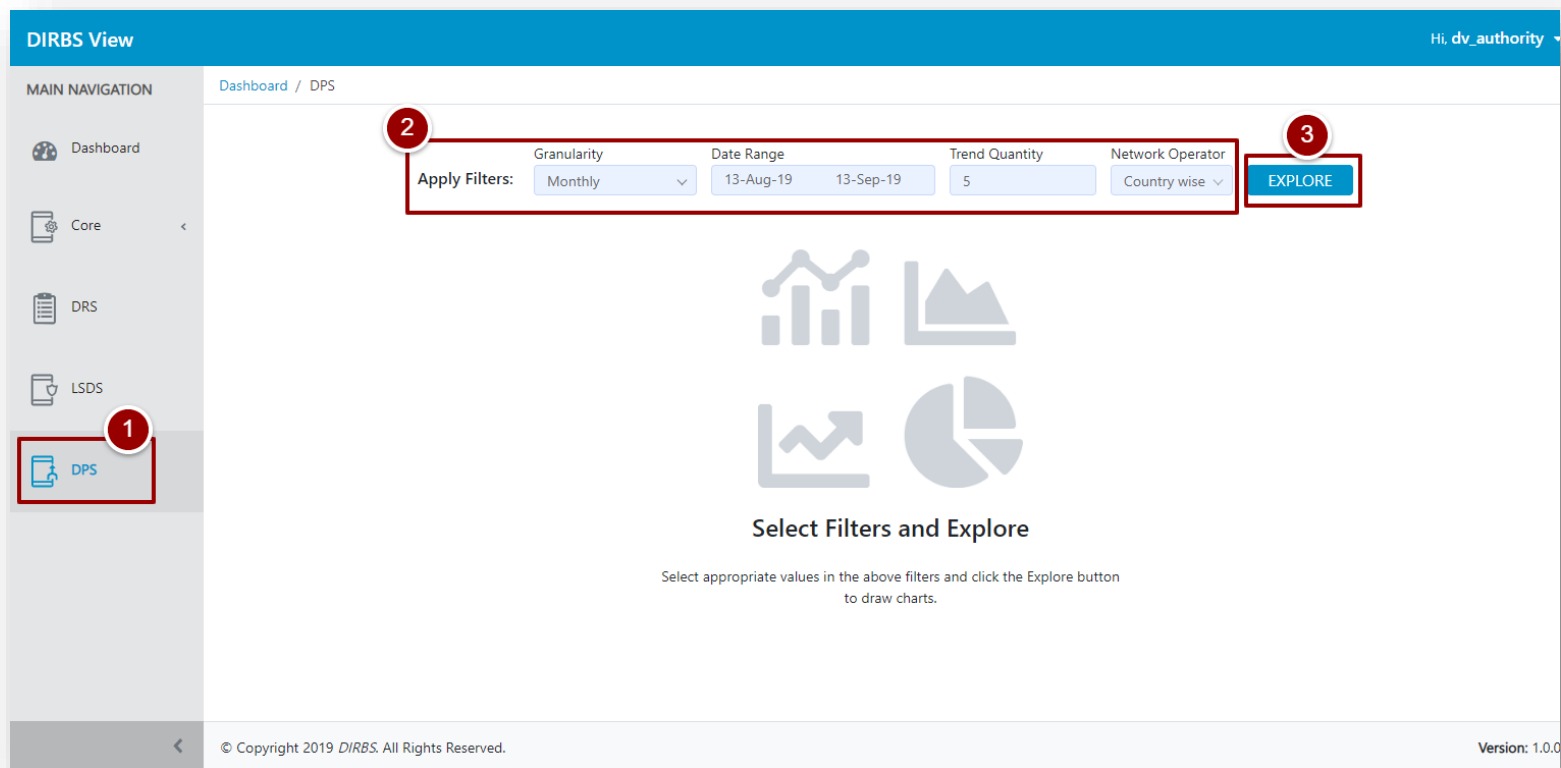 DIRBS View
Hi, dv_authority
MAIN NAVIGATION
Dashboard / DPS
Dashboard
Core
DRS
LSDS
1
DPS
2
3
Granularity
Date Range
Trend Quantity
Network Operator
Apply Filters:
Monthly
13-Aug-19
13-Sep-19
5
Country wise
EXPLORE
Select Filters and Explore
Select appropriate values in the above filters and click the Explore button
to draw charts.
© Copyright 2019 DIRBS. All Rights Reserved.
Version: 1.0.0